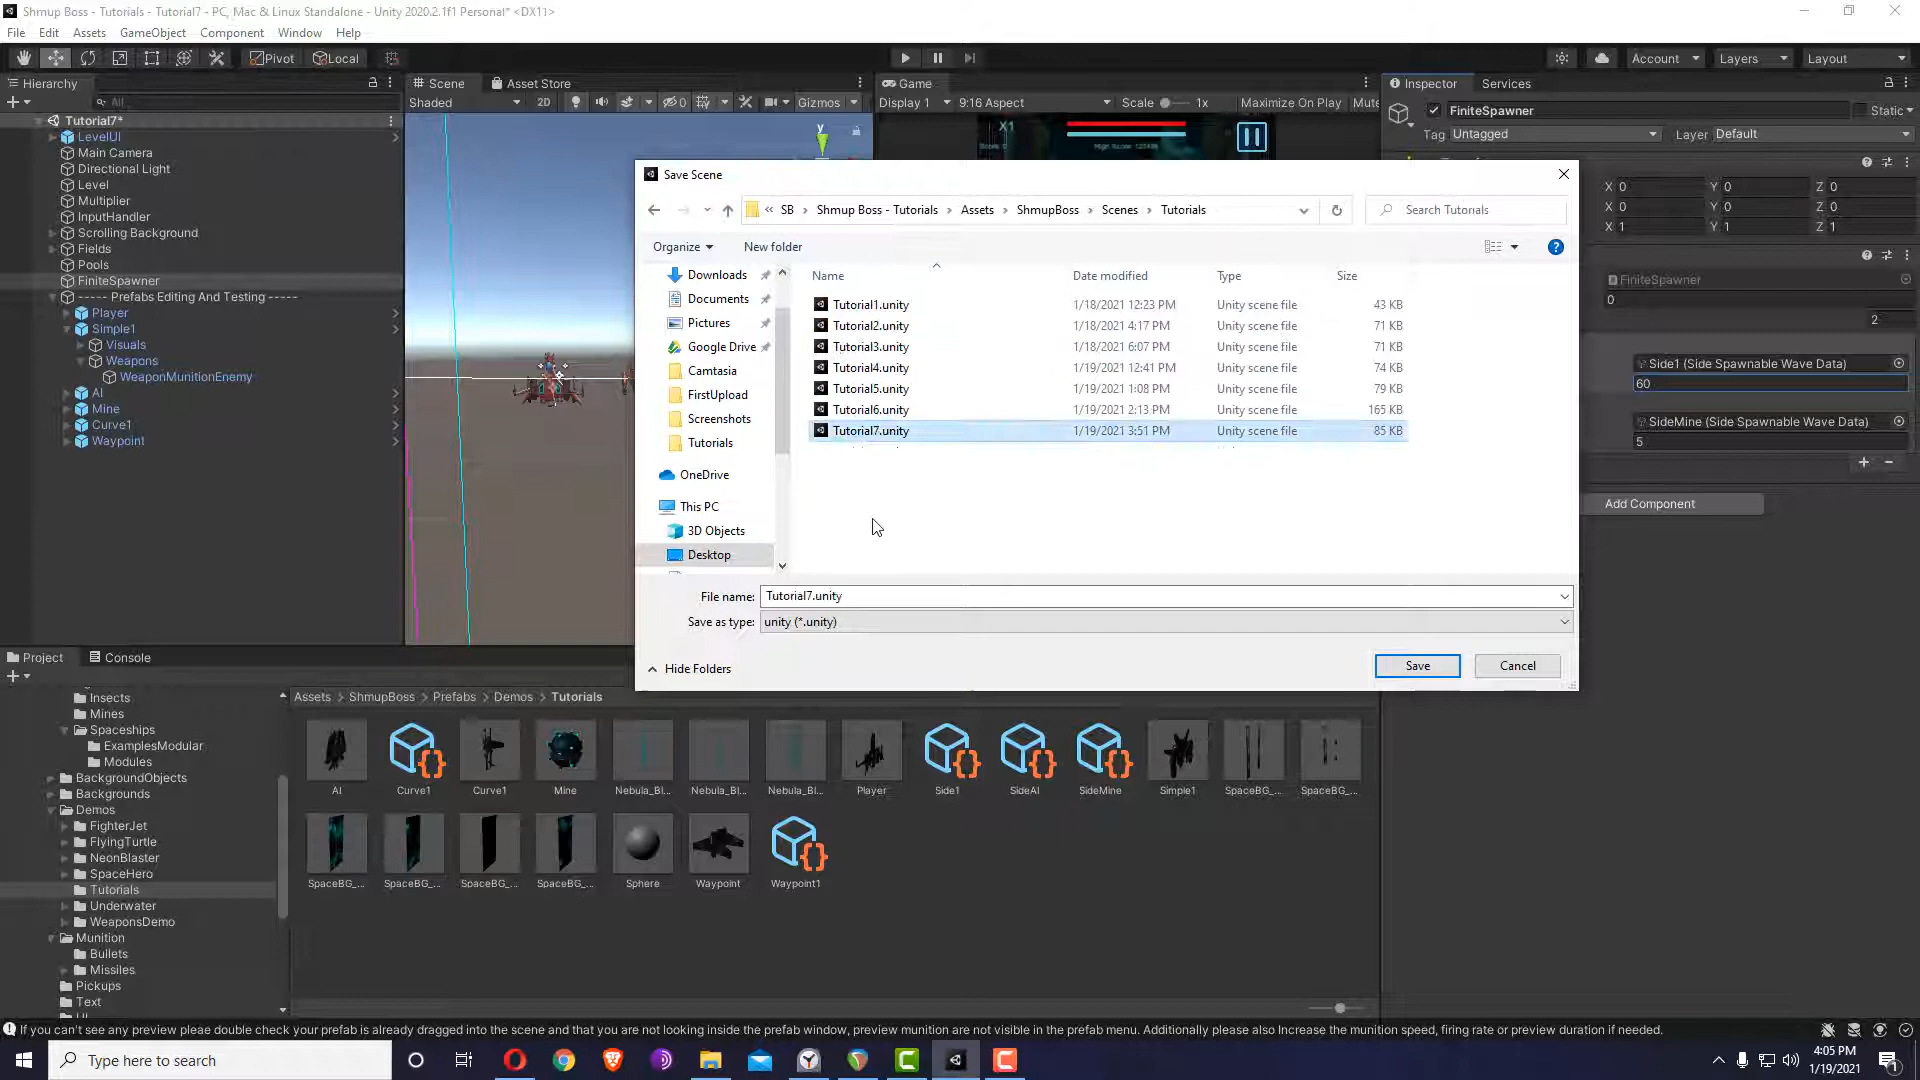 Shmup Boss - Tutorials - Tutorial7 - PC, Mac & Linux Standalone - Unity 2020.2.1f1 Personal* <DX11>
File Edit Assets GameObject Component Window Help
Pivot Local Account Layers Layout
Hierarchy
All
Tutorial7*
LevelUI
Main Camera
Directional Light
Level
Multiplier
InputHandler
Scrolling Background
Fields
Pools
FiniteSpawner
----- Prefabs Editing And Testing -----
Player
Simple1
Visuals
Weapons
WeaponMunitionEnemy
AI
Mine
Curve1
Waypoint
Scene Asset Store
Shaded 2D 0 Gizmos
y
Game
Display 1 9:16 Aspect Scale 1x Maximize On Play Mute
X1
High Score
Inspector Services
FiniteSpawner Static
Tag Untagged Layer Default
X 0 Y 0 Z 0
X 0 Y 0 Z 0
X 1 Y 1 Z 1
FiniteSpawner
0
2
Side1 (Side Spawnable Wave Data)
60
SideMine (Side Spawnable Wave Data)
5
Add Component
Save Scene
« SB > Shmup Boss - Tutorials > Assets > ShmupBoss > Scenes > Tutorials
Search Tutorials
Organize New folder
Downloads
Documents
Pictures
Google Drive
Camtasia
FirstUpload
Screenshots
Tutorials
OneDrive
This PC
3D Objects
Desktop
Name Date modified Type Size
Tutorial1.unity 1/18/2021 12:23 PM Unity scene file 43 KB
Tutorial2.unity 1/18/2021 4:17 PM Unity scene file 71 KB
Tutorial3.unity 1/18/2021 6:07 PM Unity scene file 71 KB
Tutorial4.unity 1/19/2021 12:41 PM Unity scene file 74 KB
Tutorial5.unity 1/19/2021 1:08 PM Unity scene file 79 KB
Tutorial6.unity 1/19/2021 2:13 PM Unity scene file 165 KB
Tutorial7.unity 1/19/2021 3:51 PM Unity scene file 85 KB
File name: Tutorial7.unity
Save as type: unity (*.unity)
Hide Folders
Save Cancel
Project Console
Insects
Mines
Spaceships
ExamplesModular
Modules
BackgroundObjects
Backgrounds
Demos
FighterJet
FlyingTurtle
NeonBlaster
SpaceHero
Tutorials
Underwater
WeaponsDemo
Munition
Bullets
Missiles
Pickups
Text
Assets > ShmupBoss > Prefabs > Demos > Tutorials
AI Curve1 Curve1 Mine Nebula_Bl... Nebula_Bl... Nebula_Bl... Player Side1 SideAI SideMine Simple1 SpaceBG_... SpaceBG_...
SpaceBG_... SpaceBG_... SpaceBG_... SpaceBG_... Sphere Waypoint Waypoint1
If you can't see any preview pleae double check your prefab is already dragged into the scene and that you are not looking inside the prefab window, preview munition are not visible in the prefab menu. Additionally please also Increase the munition speed, firing rate or preview duration if needed.
Type here to search
4:05 PM
1/19/2021
1